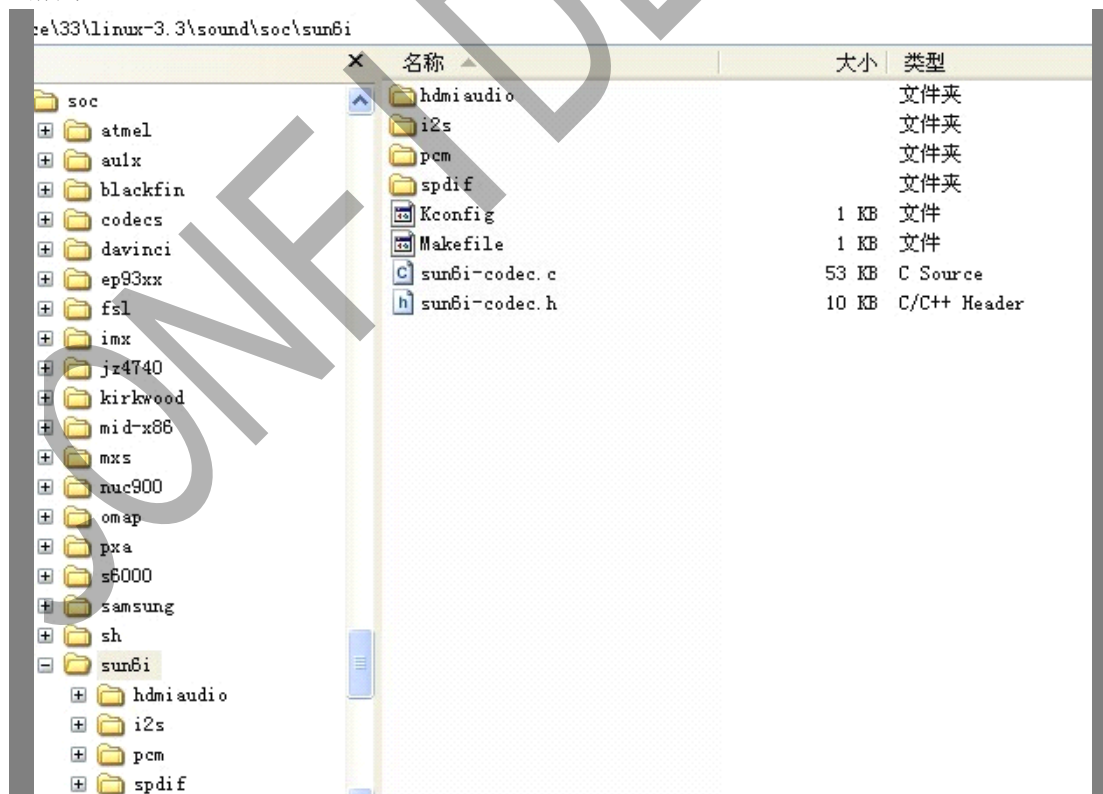 ce\33\linux-3.3\sound\soc\sun6i
名称 大小 类型
soc
atmel
au1x
blackfin
codecs
davinci
ep93xx
fsl
imx
jz4740
kirkwood
mid-x86
mxs
nuc900
omap
pxa
s6000
samsung
sh
sun6i
hdmiaudio
i2s
pcm
spdif
hdmiaudio 文件夹
i2s 文件夹
pcm 文件夹
spdif 文件夹
Kconfig 1 KB 文件
Makefile 1 KB 文件
sun6i-codec.c 53 KB C Source
sun6i-codec.h 10 KB C/C++ Header